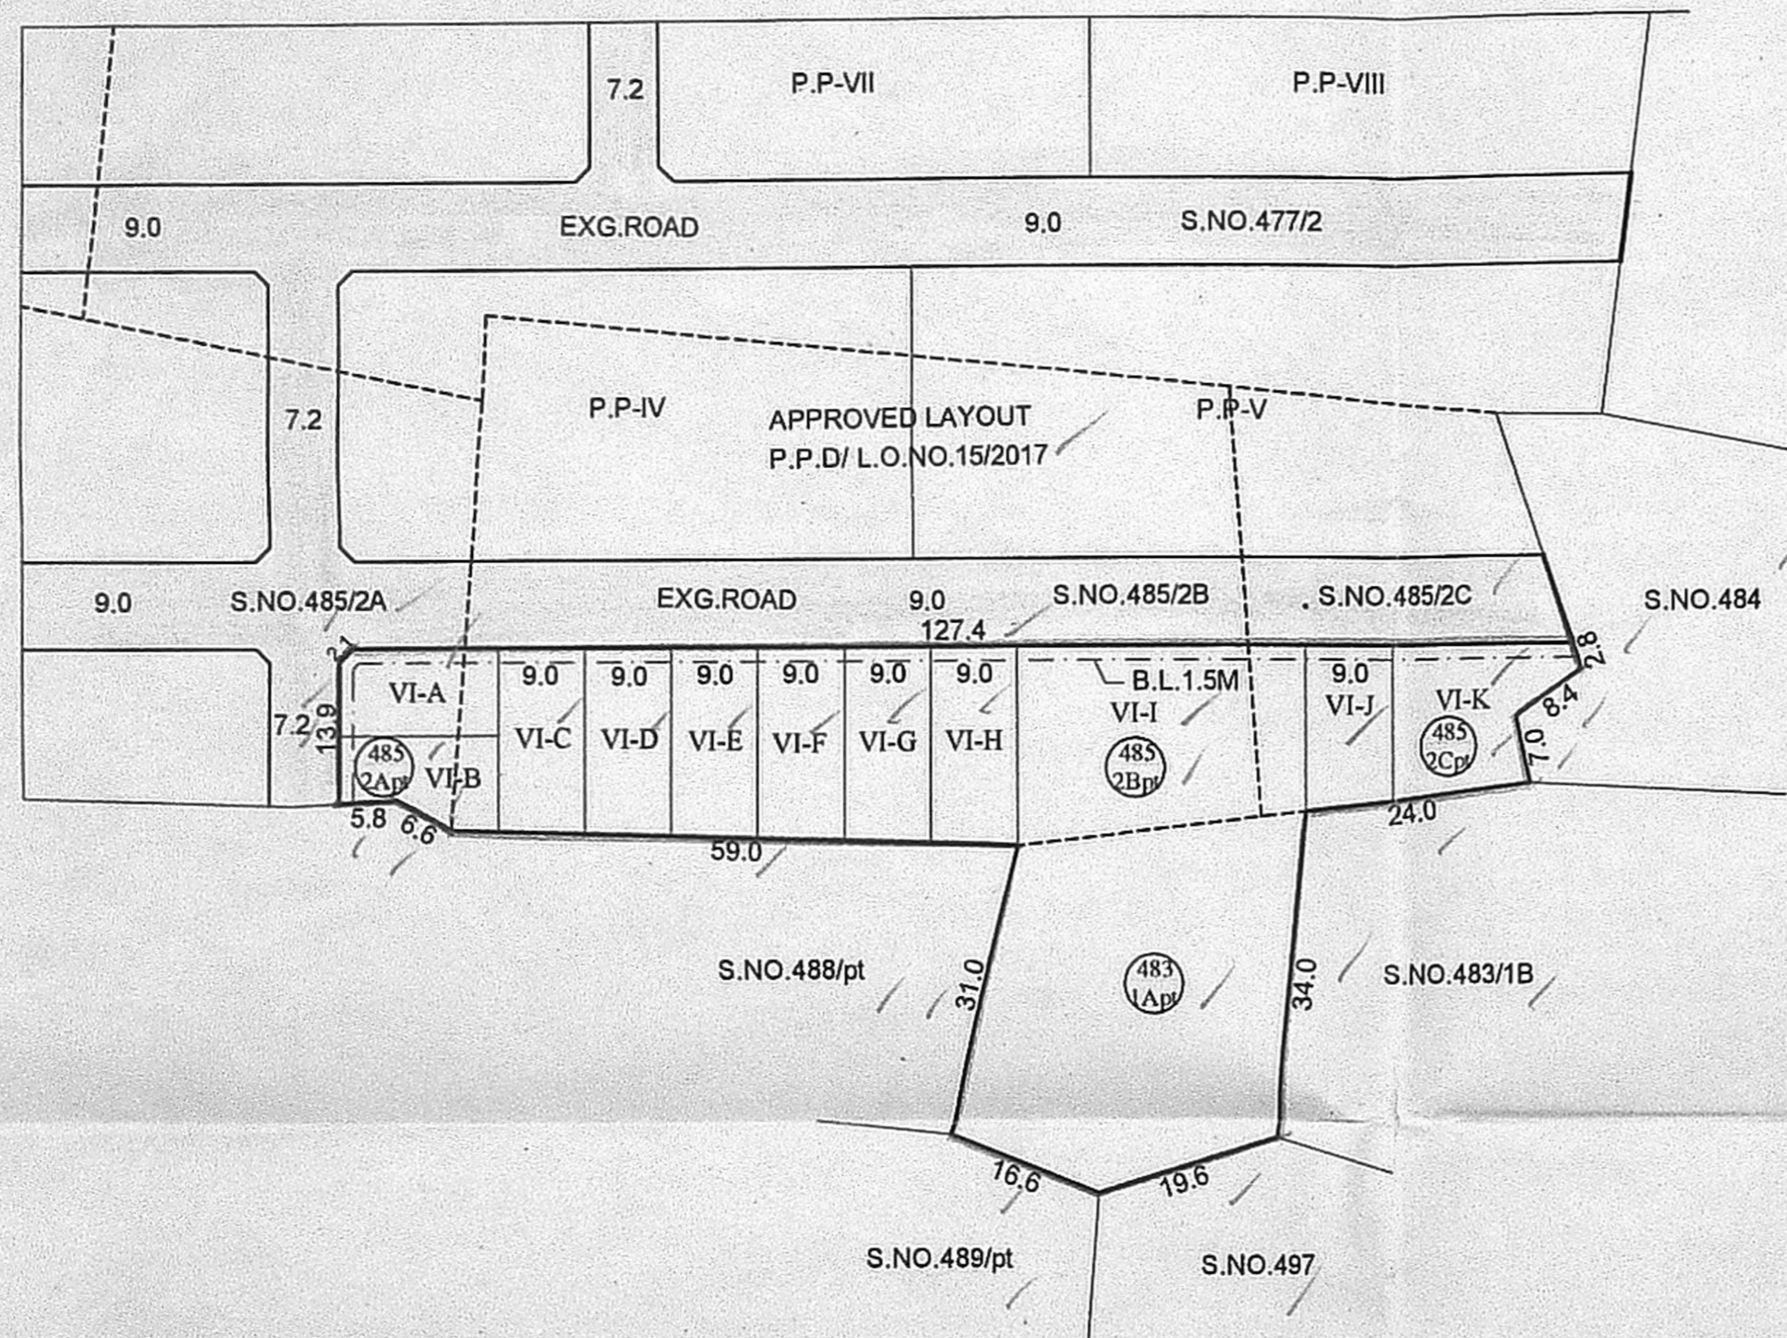 7.2
P.P-VII
P.P-VIII
9.0
EXG.ROAD
9.0
S.NO.477/2
7.2
P.P-IV
APPROVED LAYOUT
P.P.D/ L.O.NO.15/2017
P.P-V
9.0
S.NO.485/2A
EXG.ROAD
9.0
S.NO.485/2B
S.NO.485/2C
S.NO.484
127.4
2.8
VI-A
9.0
9.0
9.0
9.0
9.0
9.0
B.L.1.5M
9.0
VI-K
8.4
7.2
13.9
485
2Apt
VI-B
VI-C
VI-D
VI-E
VI-F
VI-G
VI-H
VI-I
485
2Bpt
VI-J
485
2Cpt
7.0
5.8
6.6
59.0
24.0
S.NO.488/pt
31.0
483
1Apt
34.0
S.NO.483/1B
16.6
19.6
S.NO.489/pt
S.NO.497